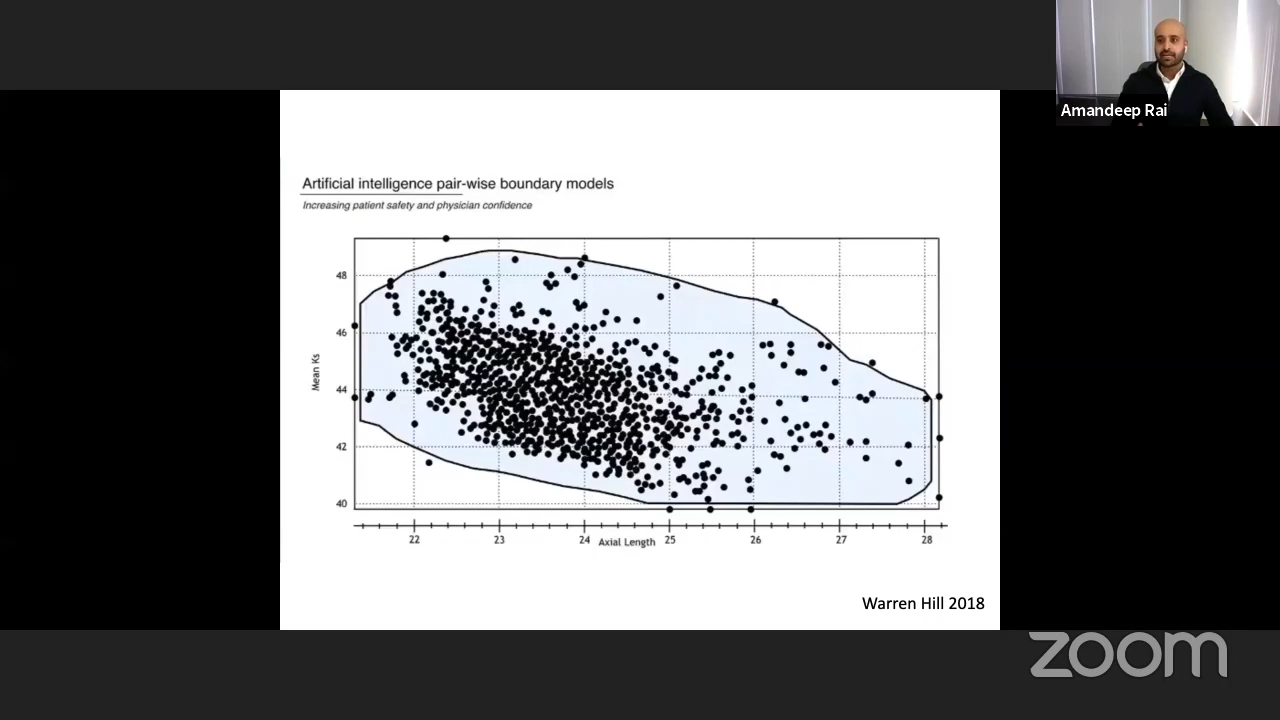 Amandeep Rai
Artificial intelligence pair-wise boundary models
Increasing patient safety and physician confidence
48
46
44
42
40
Mean Ks
22 23 24 25 26 27 28
Axial Length
Warren Hill 2018
zoom